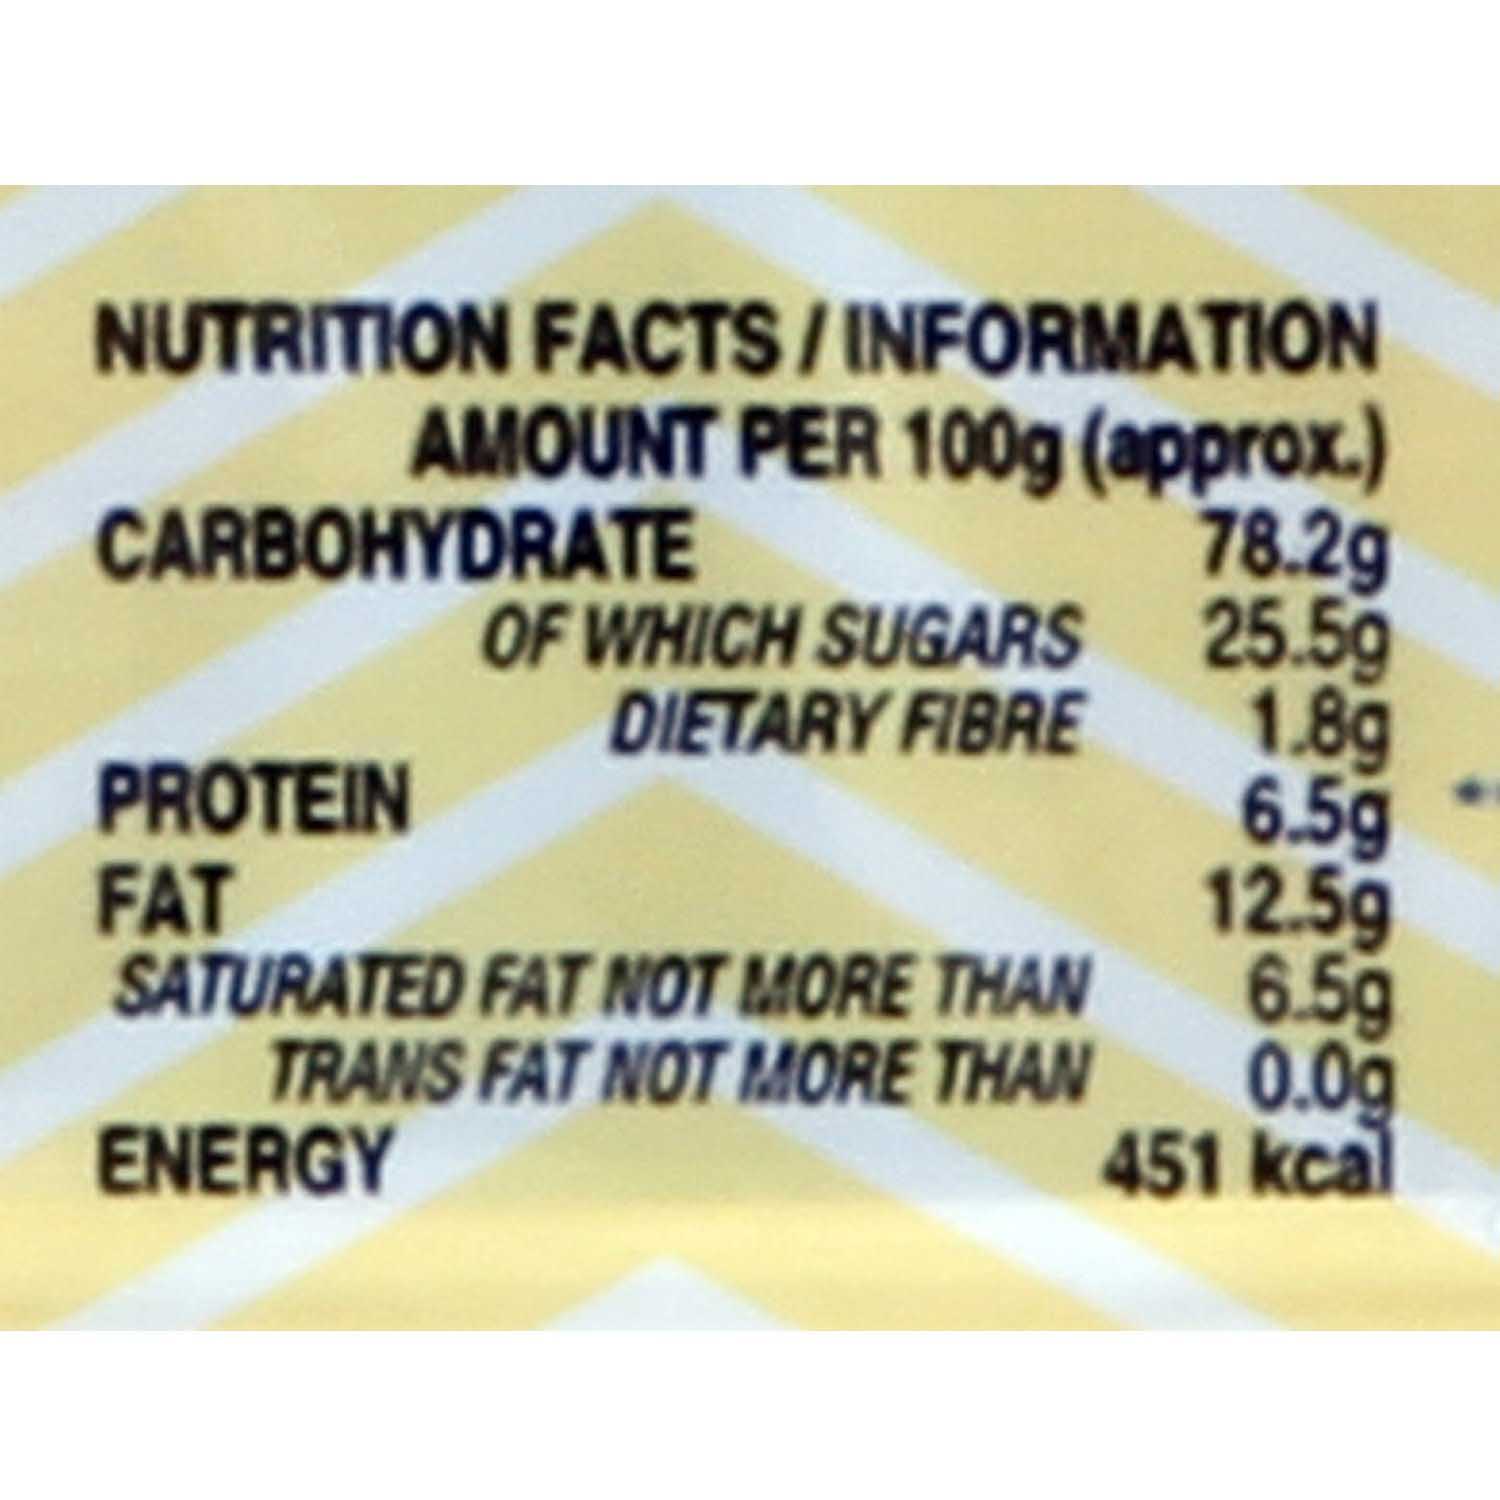 NUTRITION FACTS / INFORMATION
AMOUNT PER 100g (approx.)
CARBOHYDRATE 78.2g
OF WHICH SUGARS 25.5g
DIETARY FIBRE 1.8g
PROTEIN 6.5g
FAT 12.5g
SATURATED FAT NOT MORE THAN 6.5g
TRANS FAT NOT MORE THAN 0.0g
ENERGY 451 kcal